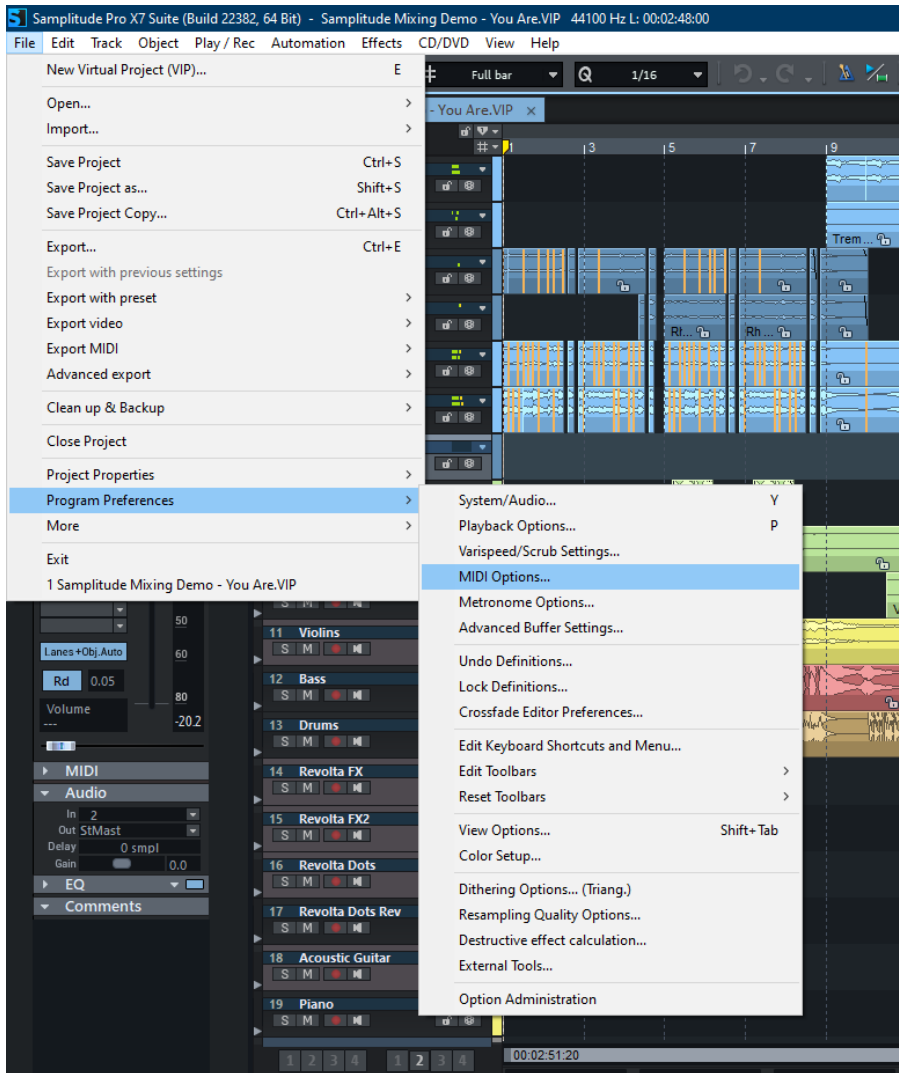 Samplitude Pro X7 Suite (Build 22382, 64 Bit)  -  Samplitude Mixing Demo - You Are.VIP   44100 Hz L: 00:02:48:00
File Edit Track Object Play / Rec Automation Effects CD/DVD View Help
New Virtual Project (VIP)... E
Open...
Import...
Save Project Ctrl+S
Save Project as... Shift+S
Save Project Copy... Ctrl+Alt+S
Export... Ctrl+E
Export with previous settings
Export with preset
Export video
Export MIDI
Advanced export
Clean up & Backup
Close Project
Project Properties
Program Preferences
More
Exit
1 Samplitude Mixing Demo - You Are.VIP
Full bar Q 1/16
- You Are.VIP
1 3 5 7 9
Trem...
Rh... Rh...
System/Audio... Y
Playback Options... P
Varispeed/Scrub Settings...
MIDI Options...
Metronome Options...
Advanced Buffer Settings...
Undo Definitions...
Lock Definitions...
Crossfade Editor Preferences...
Edit Keyboard Shortcuts and Menu...
Edit Toolbars
Reset Toolbars
View Options... Shift+Tab
Color Setup...
Dithering Options... (Triang.)
Resampling Quality Options...
Destructive effect calculation...
External Tools...
Option Administration
50
Lanes+Obj.Auto 60
Rd 0.05
80
Volume
--- -20.2
MIDI
Audio
In 2
Out StMast
Delay 0 smpl
Gain 0.0
EQ
Comments
S M
11 Violins
S M
12 Bass
S M
13 Drums
S M
14 Revolta FX
S M
15 Revolta FX2
S M
16 Revolta Dots
S M
17 Revolta Dots Rev
S M
18 Acoustic Guitar
S M
19 Piano
S M
1 2 3 4 1 2 3 4
00:02:51:20